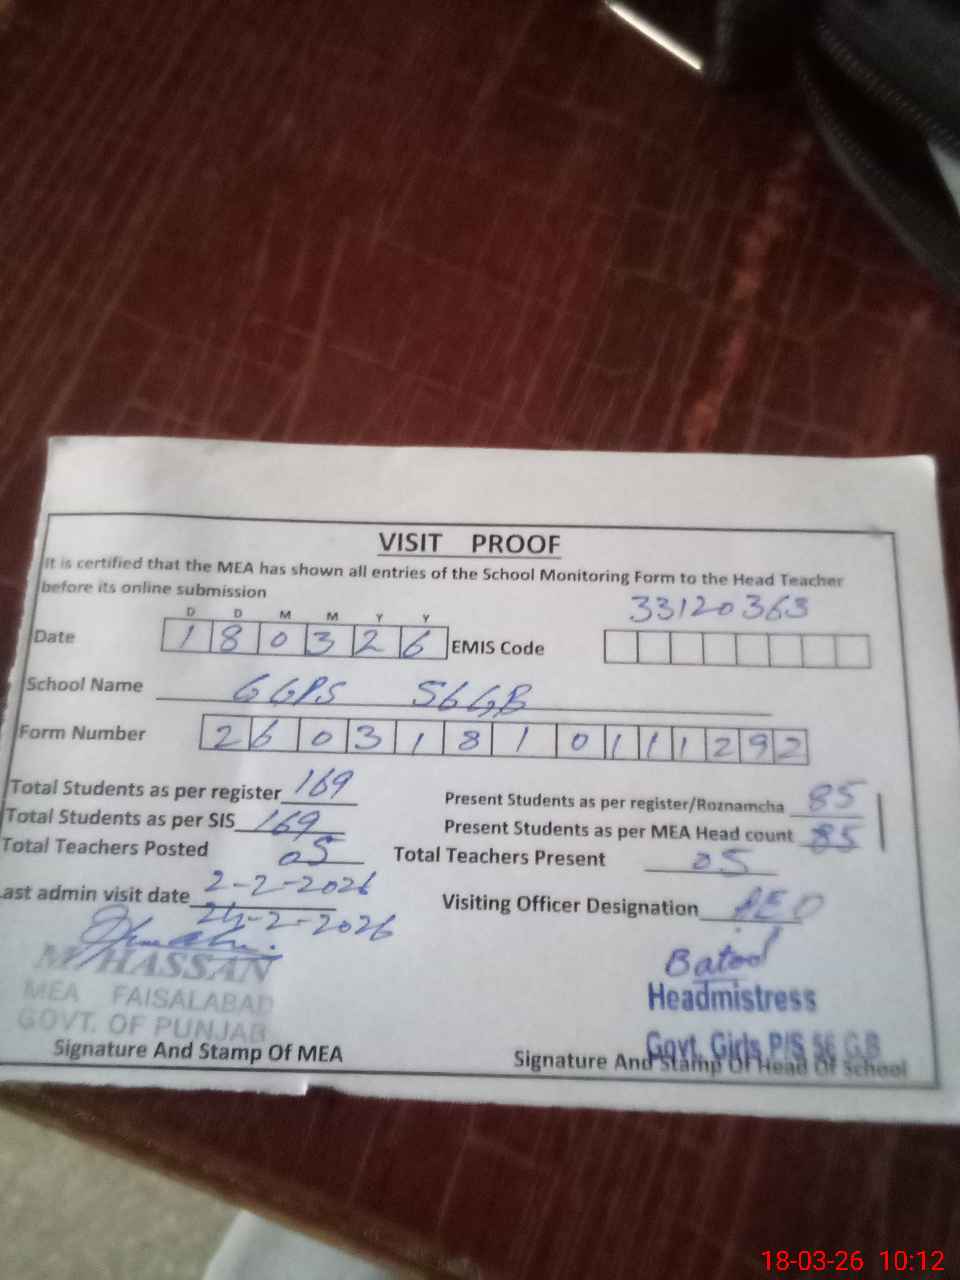 VISIT PROOF
It is certified that the MEA has shown all entries of the School Monitoring Form to the Head Teacher
before its online submission
33120363
D D M M Y Y
Date 1 8 0 3 2 6 EMIS Code
School Name GGPS 56GB
Form Number 2 6 0 3 1 8 1 0 1 1 1 2 9 2
Total Students as per register 169 Present Students as per register/Roznamcha 85
Total Students as per SIS 169 Present Students as per MEA Head count 85
Total Teachers Posted 05 Total Teachers Present 05
Last admin visit date 2-2-2026 Visiting Officer Designation AEO
24-2-2026
M HASSAN
MEA FAISALABAD
GOVT. OF PUNJAB
Signature And Stamp Of MEA
Batool
Headmistress
Govt. Girls P/S 56 G.B
Signature And Stamp Of Head Of School
18-03-26 10:12